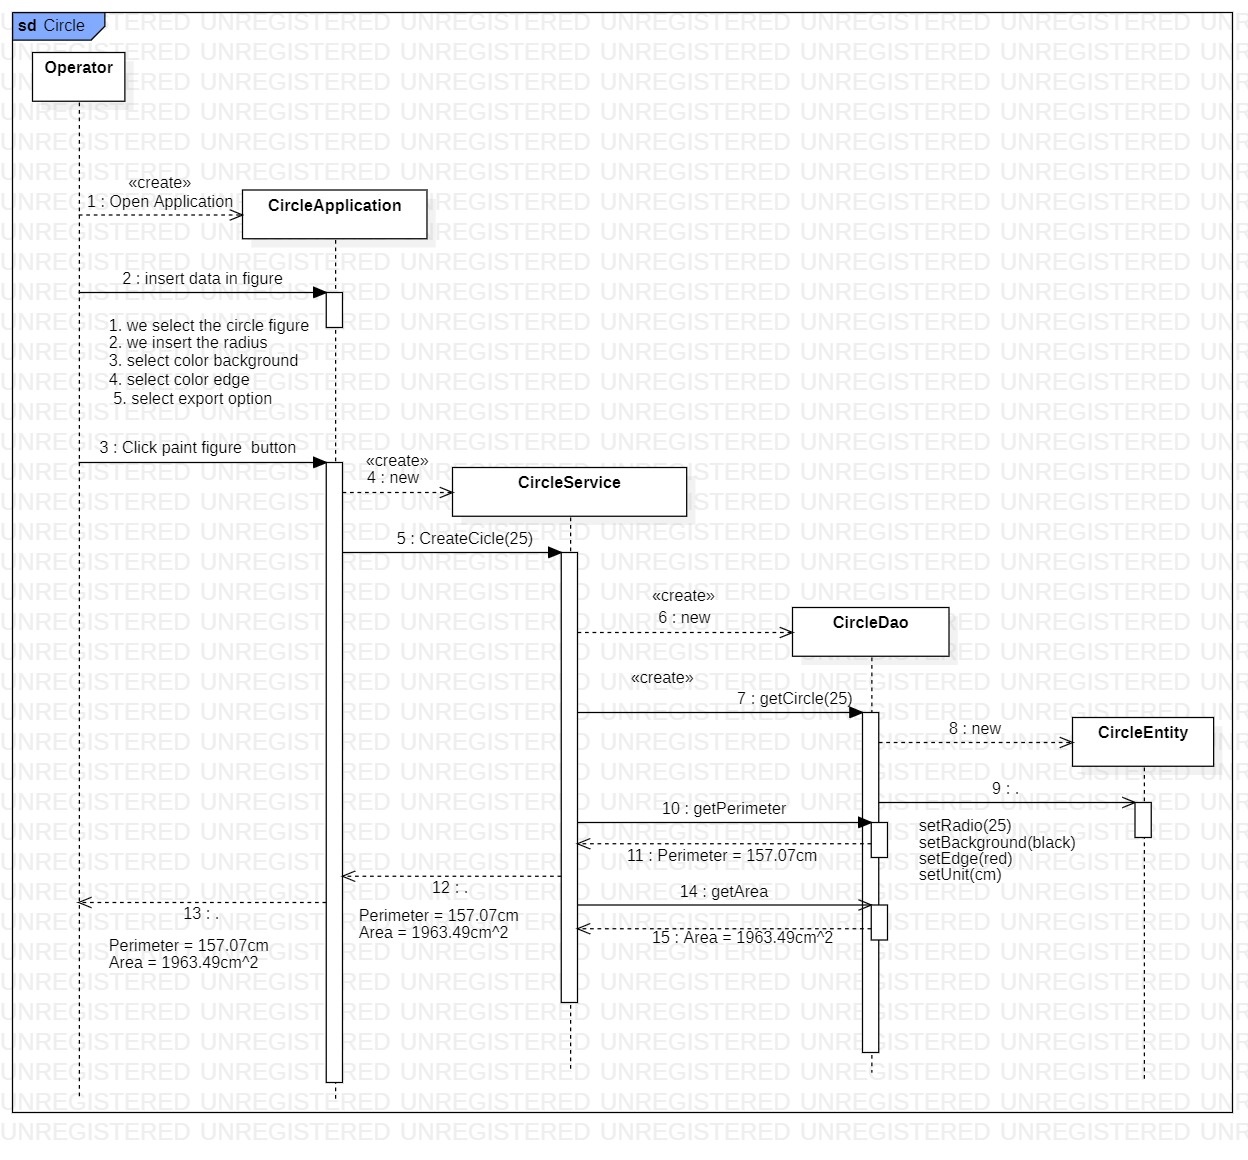 sd Circle
Operator
«create»
1 : Open Application
CircleApplication
2 : insert data in figure
1. we select the circle figure
2. we insert the radius
3. select color background
4. select color edge
5. select export option
3 : Click paint figure  button
«create»
4 : new
CircleService
5 : CreateCicle(25)
«create»
6 : new
CircleDao
«create»
7 : getCircle(25)
8 : new
CircleEntity
9 : .
setRadio(25)
setBackground(black)
setEdge(red)
setUnit(cm)
10 : getPerimeter
11 : Perimeter = 157.07cm
12 : .
Perimeter = 157.07cm
Area = 1963.49cm^2
13 : .
Perimeter = 157.07cm
Area = 1963.49cm^2
14 : getArea
15 : Area = 1963.49cm^2
UNREGISTERED